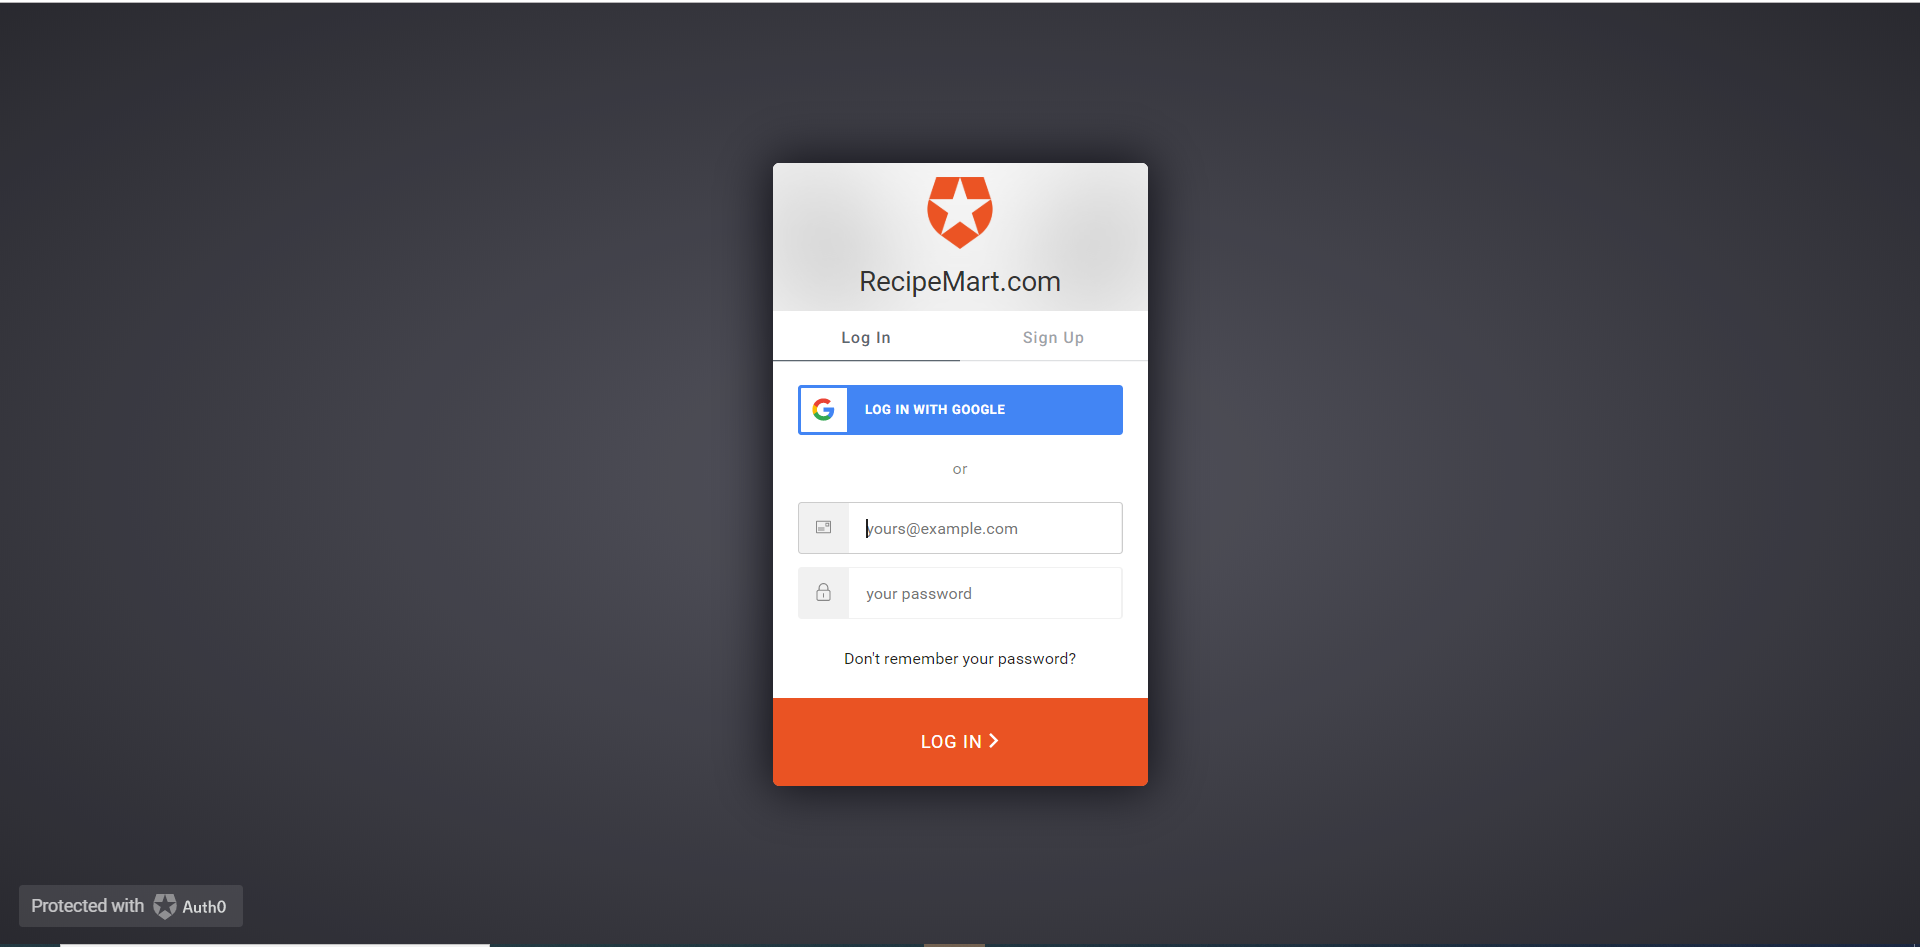 RecipeMart.com
Log In
Sign Up
LOG IN WITH GOOGLE
or
yours@example.com
your password
Don't remember your password?
LOG IN
Protected with Auth0